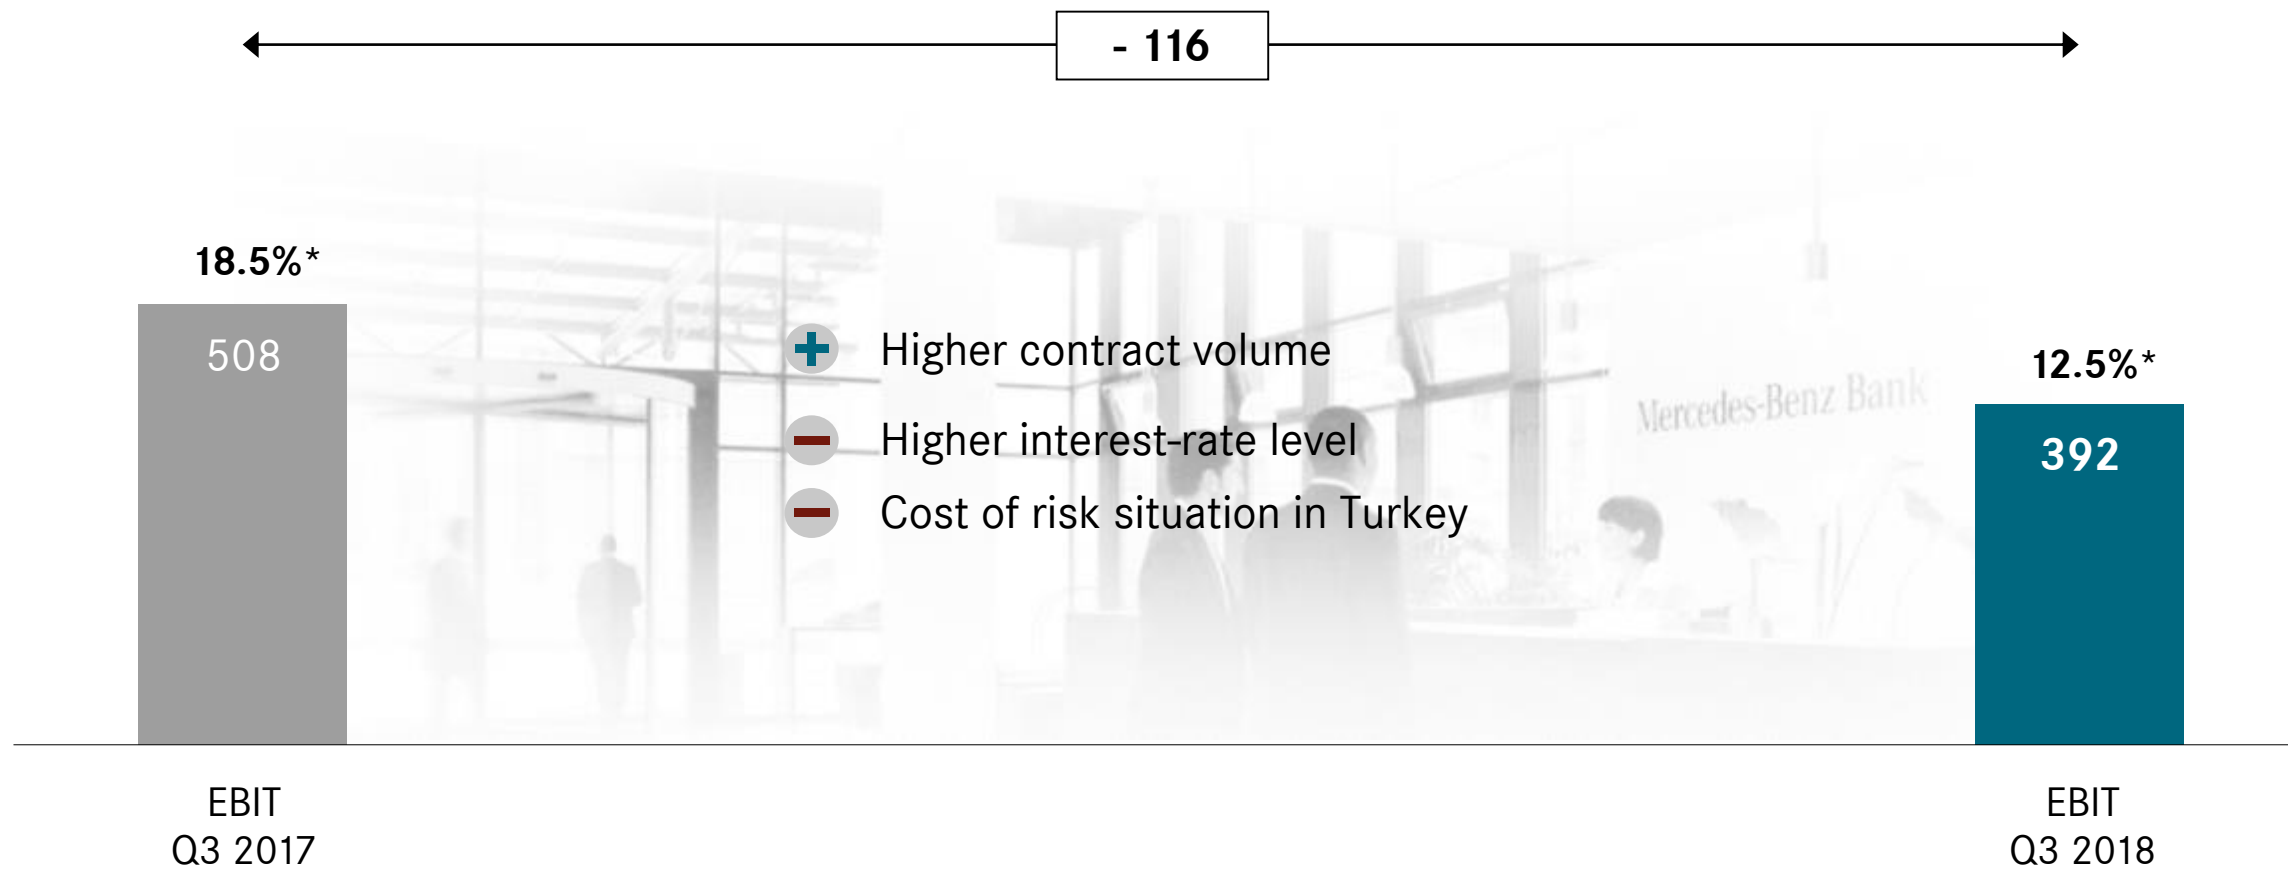 - 116
18.5%*
508
Higher contract volume
Higher interest-rate level
Cost of risk situation in Turkey
Mercedes-Benz Bank
12.5%*
392
EBIT
Q3 2017
EBIT
Q3 2018